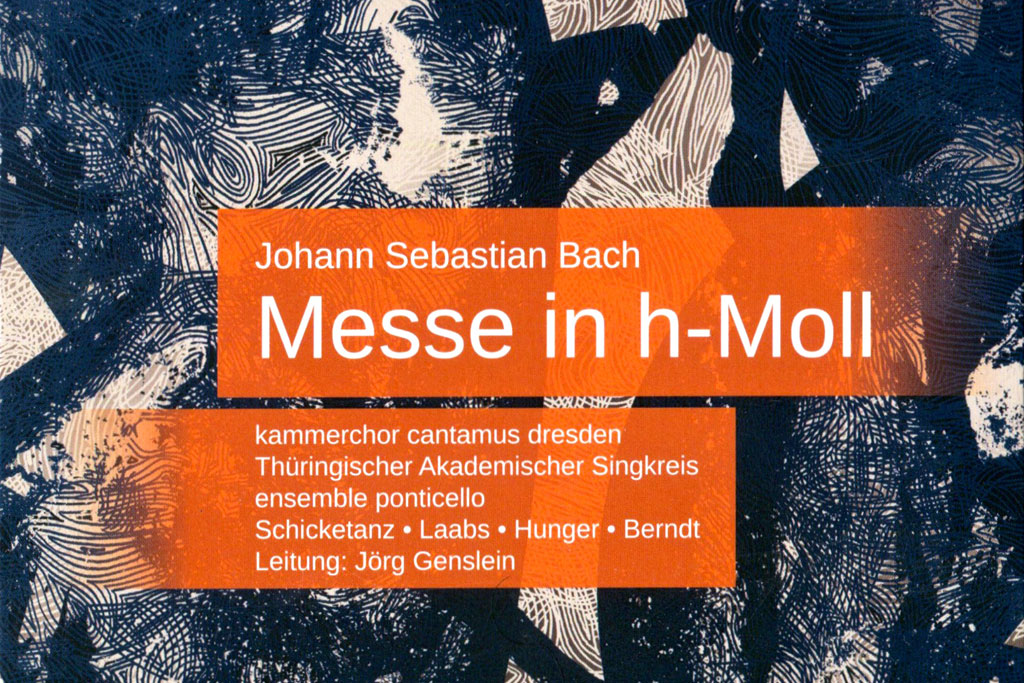 Johann Sebastian Bach
Messe in h-Moll
kammerchor cantamus dresden
Thüringischer Akademischer Singkreis
ensemble ponticello
Schicketanz • Laabs • Hunger • Berndt
Leitung: Jörg Genslein